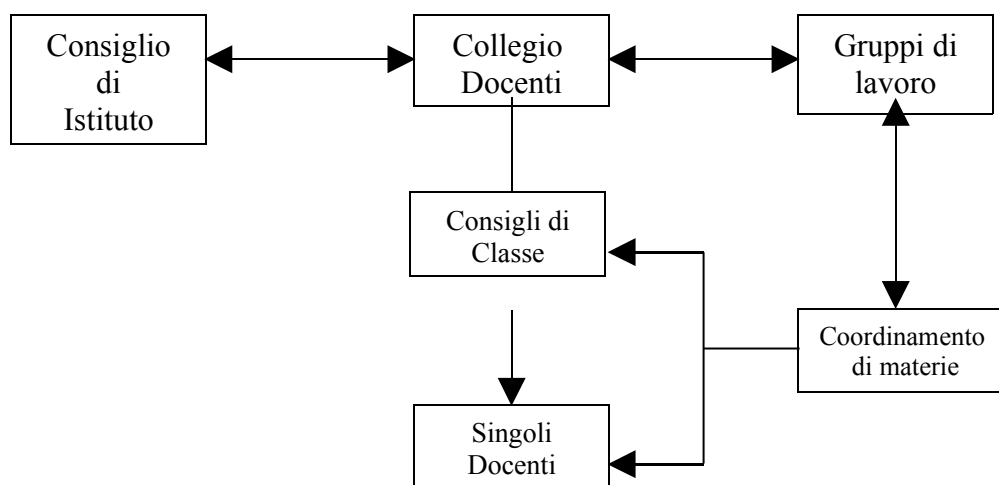 Consiglio
di
Istituto
Collegio
Docenti
Gruppi di
lavoro
Consigli di
Classe
Coordinamento
di materie
Singoli
Docenti